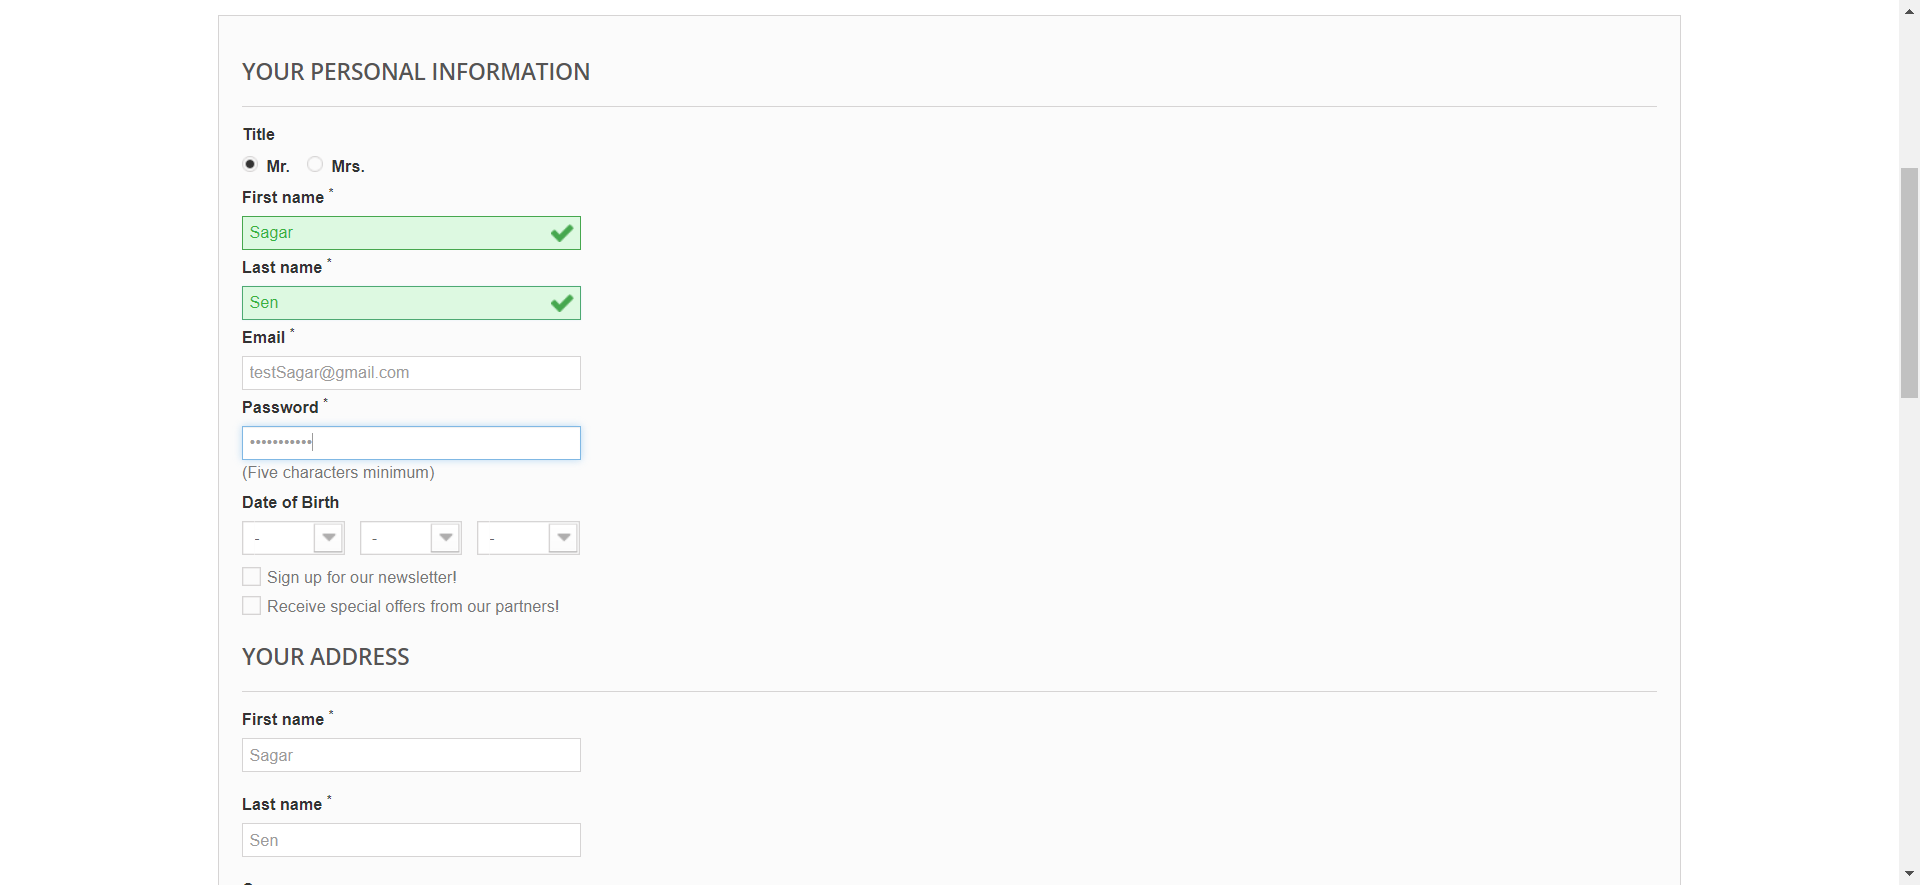 YOUR PERSONAL INFORMATION
Title
Mr. Mrs.
First name *
Sagar
Last name *
Sen
Email *
testSagar@gmail.com
Password *
•••••••••••
(Five characters minimum)
Date of Birth
- - -
Sign up for our newsletter!
Receive special offers from our partners!
YOUR ADDRESS
First name *
Sagar
Last name *
Sen